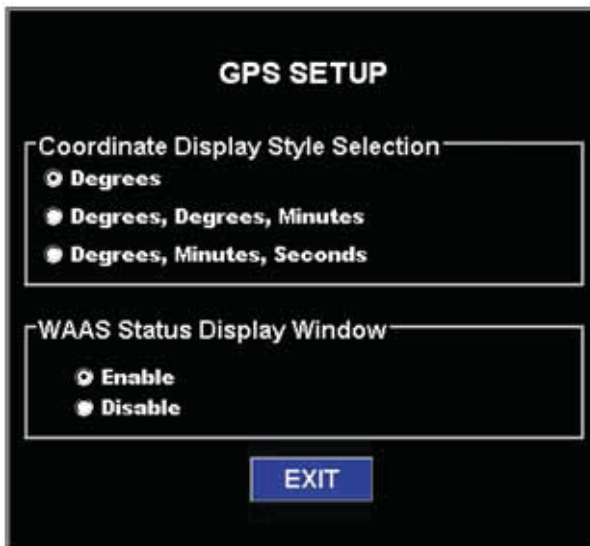 GPS SETUP
Coordinate Display Style Selection
Degrees
Degrees, Degrees, Minutes
Degrees, Minutes, Seconds
WAAS Status Display Window
Enable
Disable
EXIT